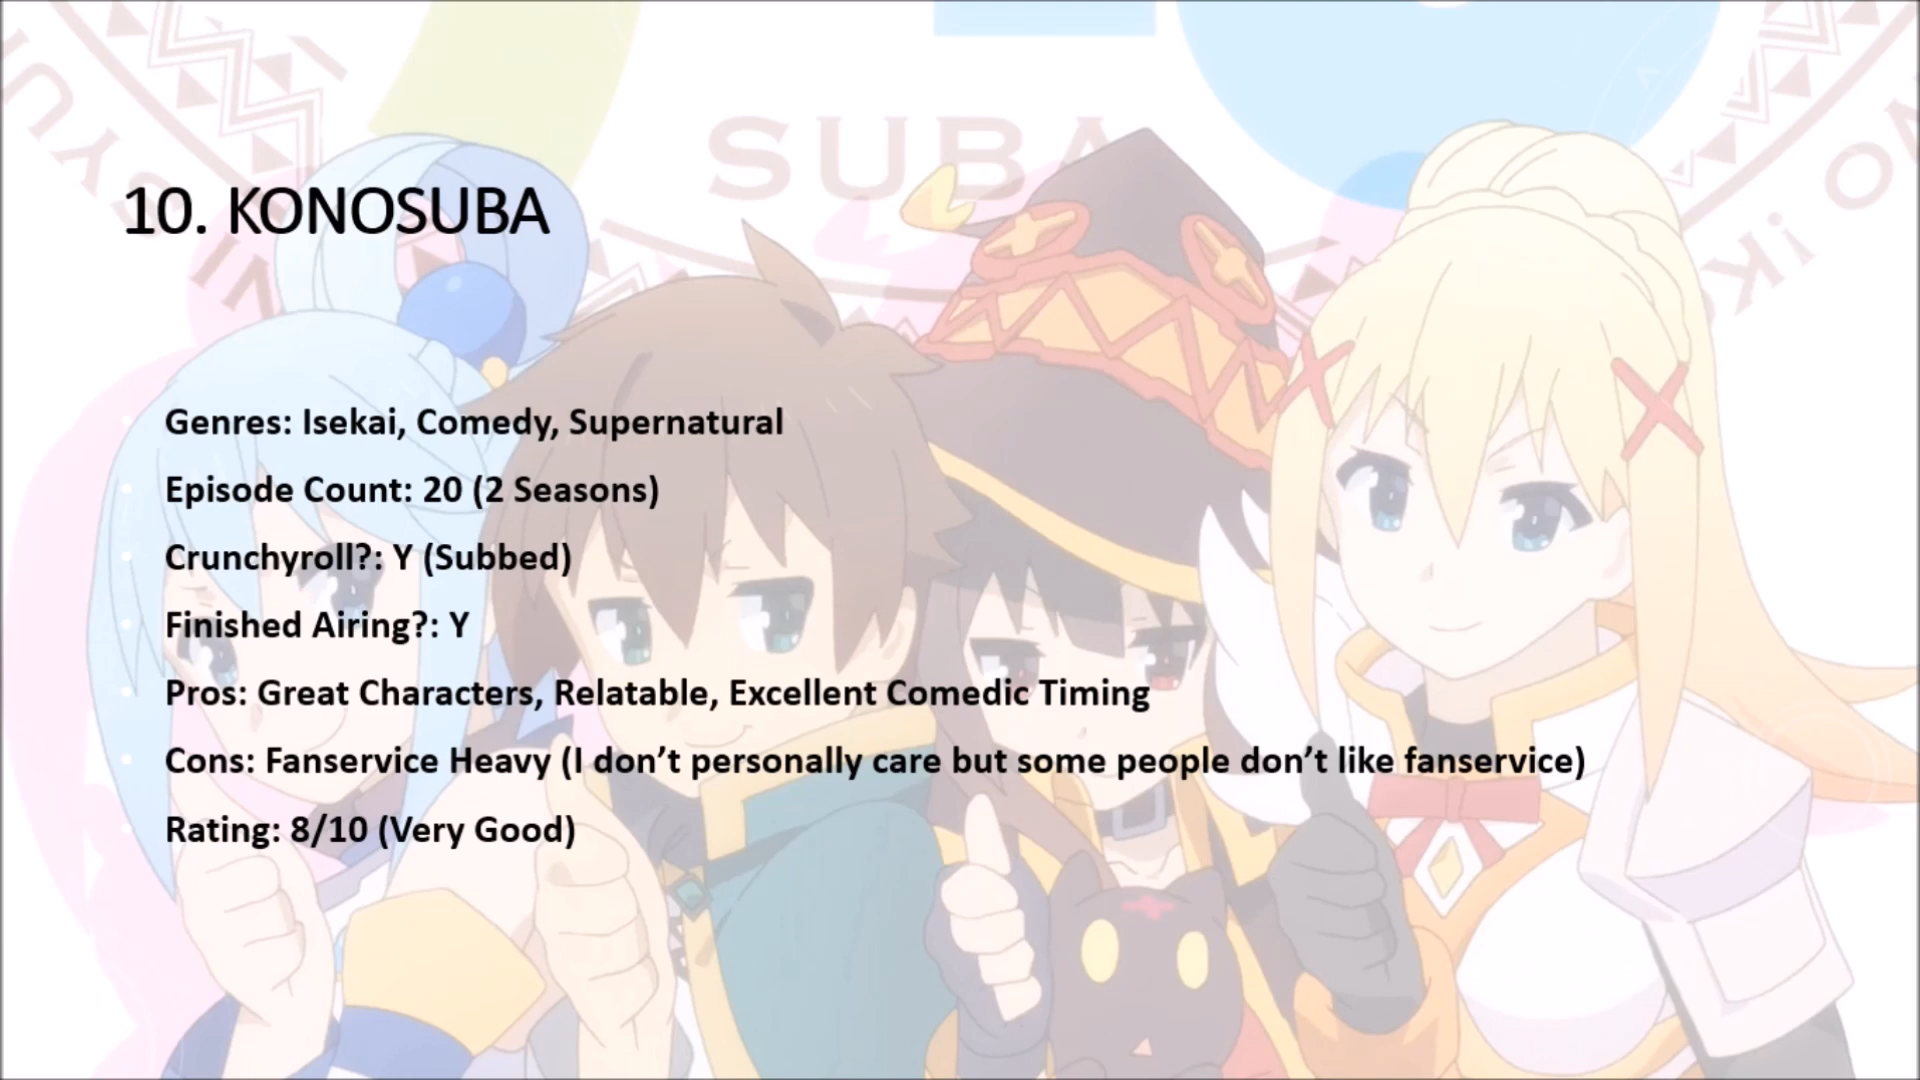 SUBA
10. KONOSUBA
Genres: Isekai, Comedy, Supernatural
Episode Count: 20 (2 Seasons)
Crunchyroll?: Y (Subbed)
Finished Airing?: Y
Pros: Great Characters, Relatable, Excellent Comedic Timing
Cons: Fanservice Heavy (I don’t personally care but some people don’t like fanservice)
Rating: 8/10 (Very Good)